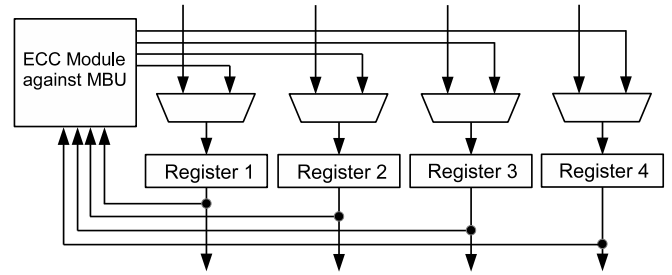 ECC Module
against MBU
Register 1
Register 2
Register 3
Register 4